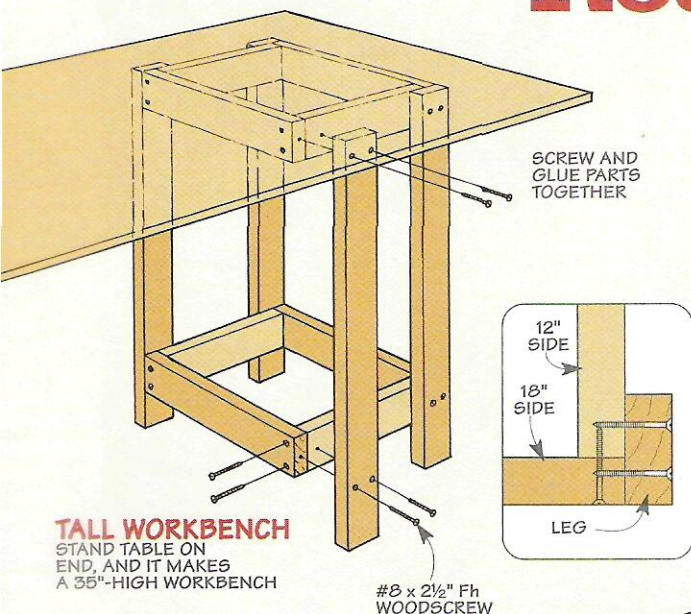 SCREW AND
GLUE PARTS
TOGETHER
12"
SIDE
18"
SIDE
LEG
TALL WORKBENCH
STAND TABLE ON
END, AND IT MAKES
A 35"-HIGH WORKBENCH
#8 x 2½" Fh
WOODSCREW